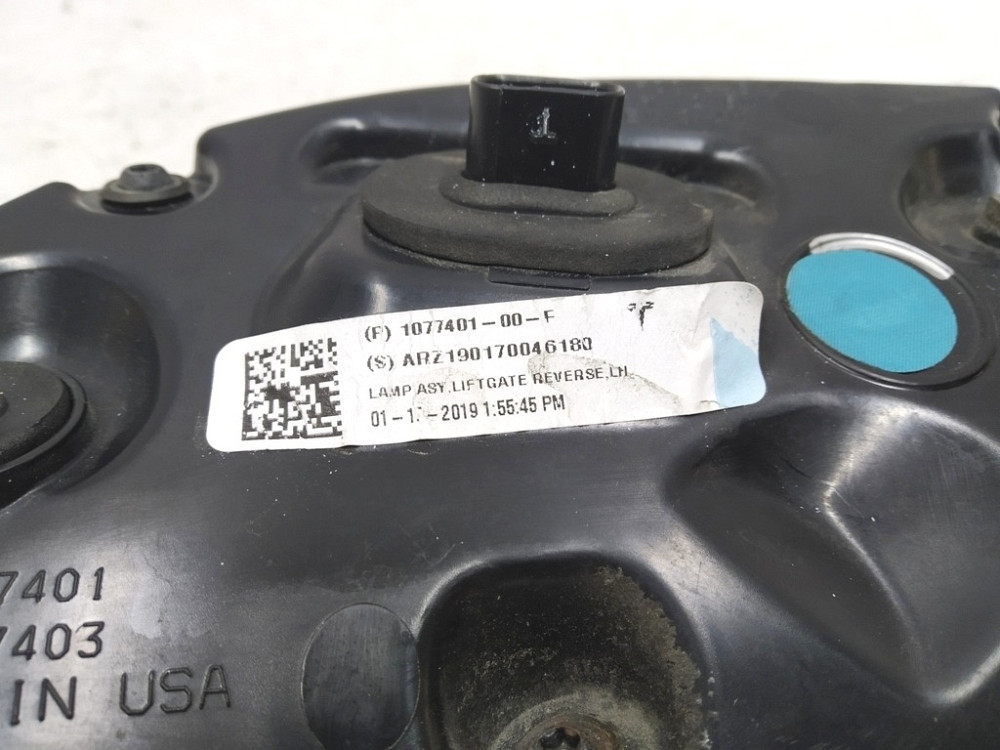 (P) 1077401-00-F
(S) ARZ190170046180
LAMP ASY,LIFTGATE REVERSE,LH
2019 1:55:45 PM
7401
7403
IN USA